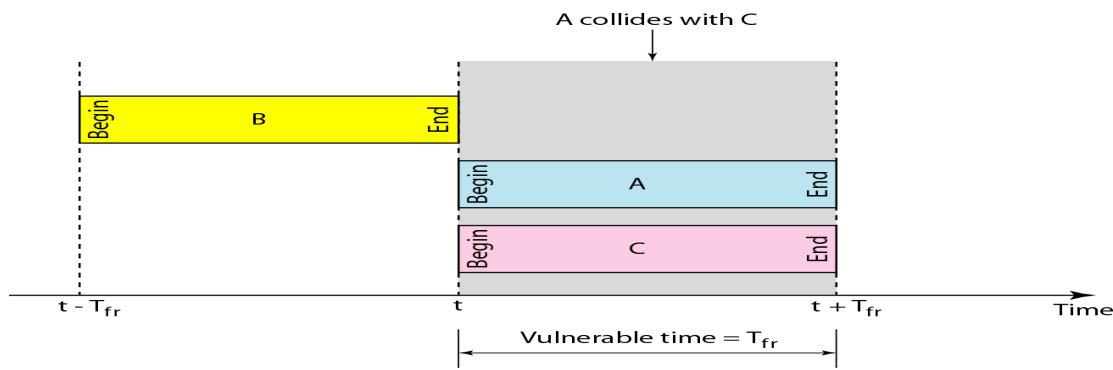 A collides with C
Begin
B
End
Begin
A
End
Begin
C
End
t - Tfr
t
t + Tfr
Time
Vulnerable time = Tfr